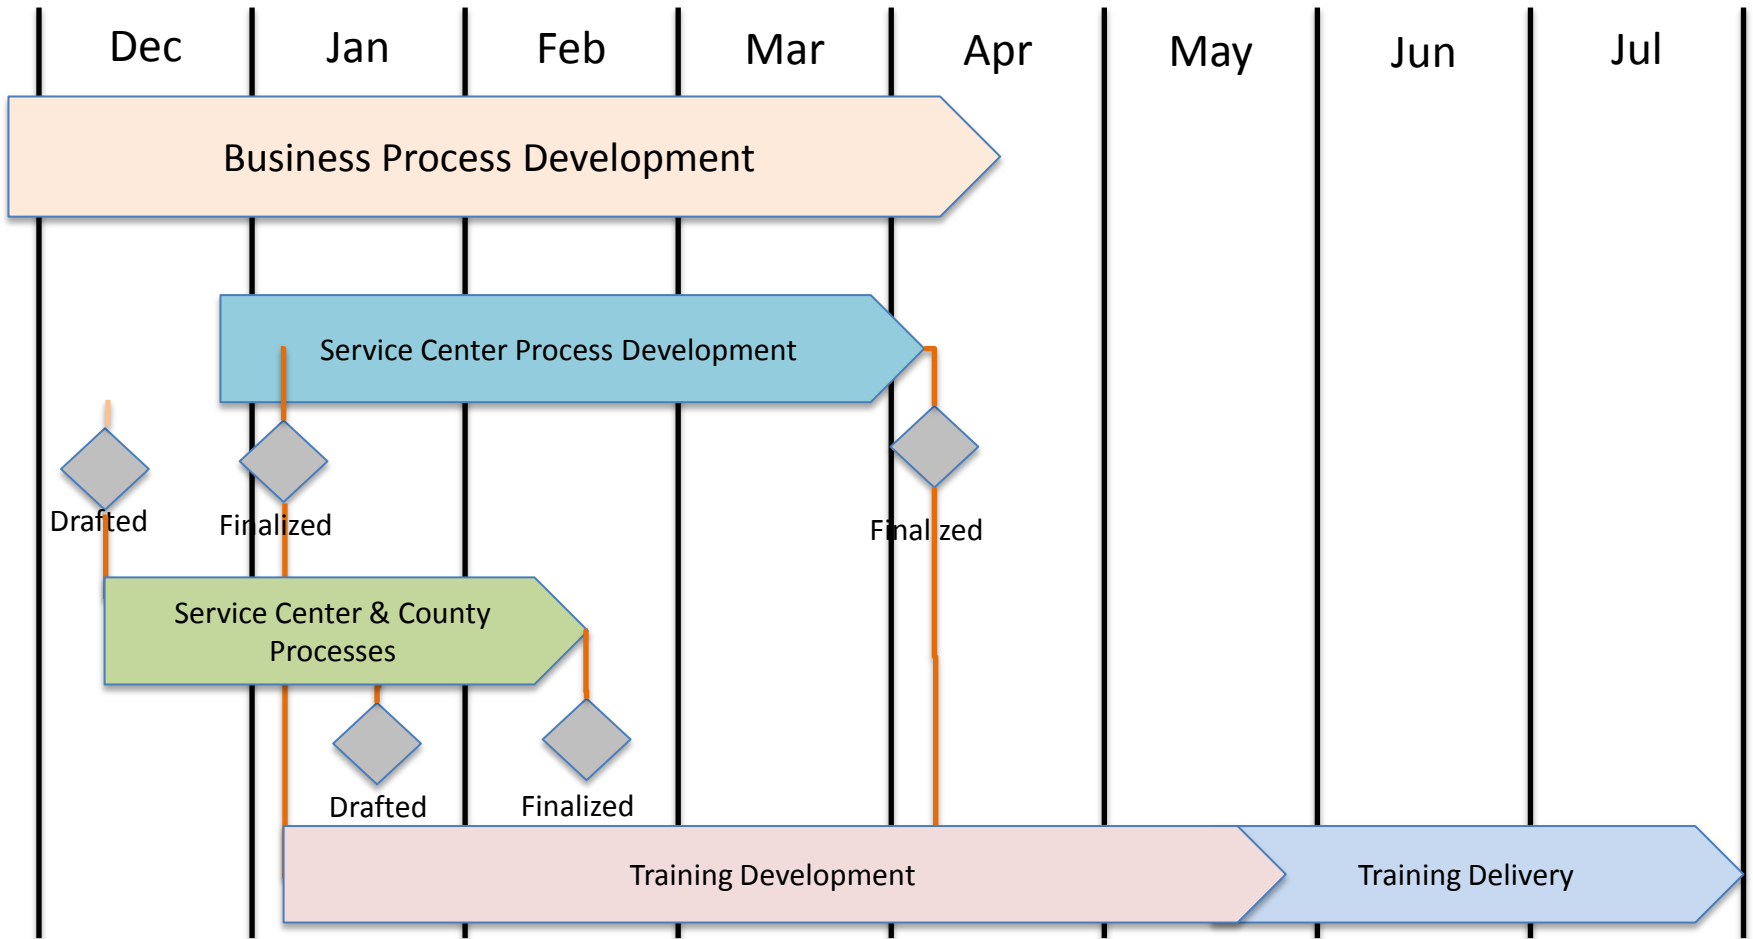 Dec Jan Feb Mar Apr May Jun Jul
Business Process Development
Service Center Process Development
Drafted Finalized Finalized
Service Center & County
Processes
Drafted Finalized
Training Development Training Delivery